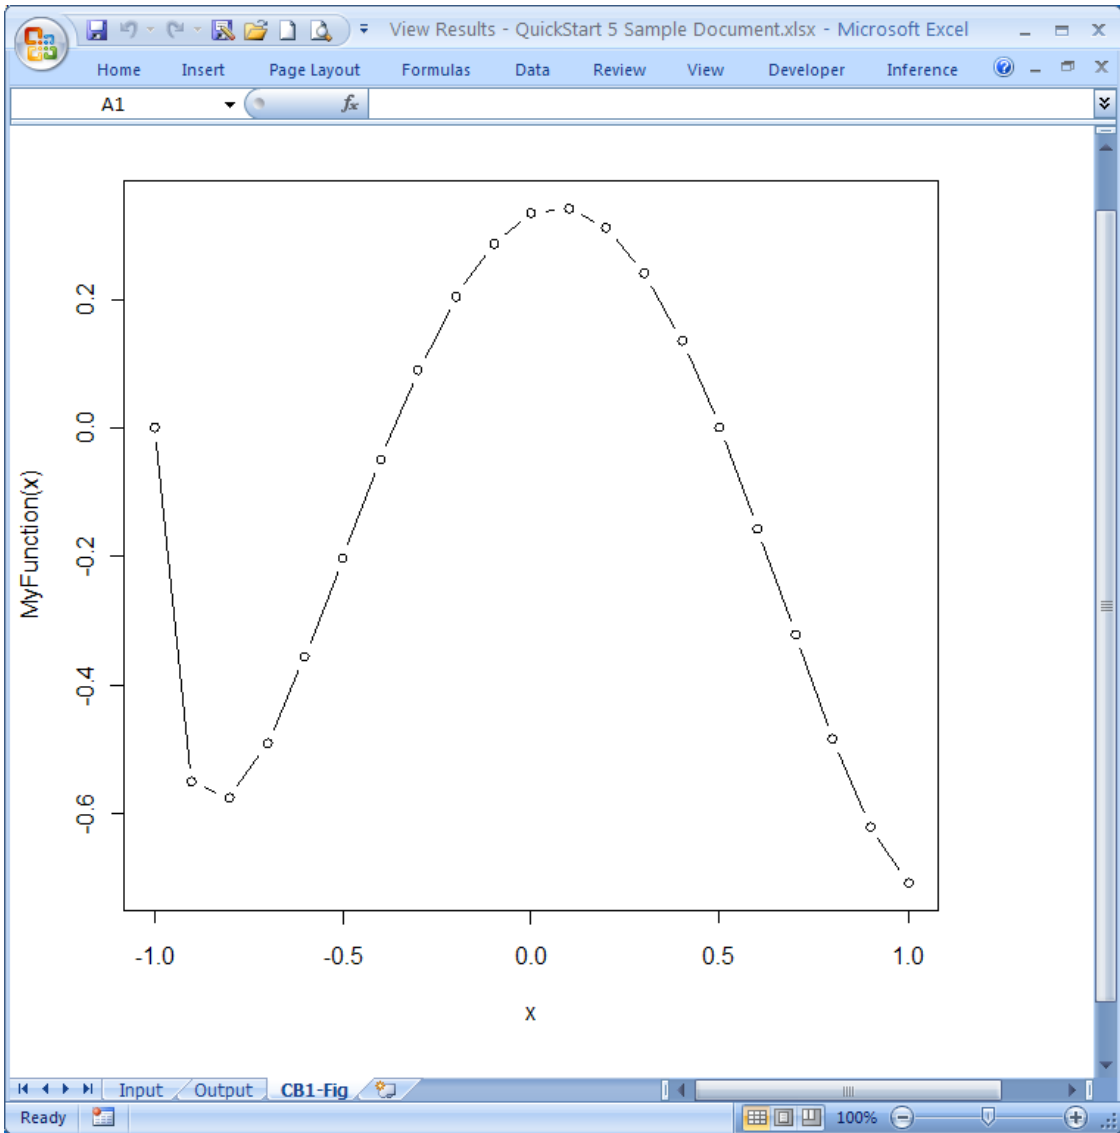 View Results - QuickStart 5 Sample Document.xlsx - Microsoft Excel
Home Insert Page Layout Formulas Data Review View Developer Inference
A1 fx
MyFunction(x)
0.2
0.0
-0.2
-0.4
-0.6
-1.0 -0.5 0.0 0.5 1.0
x
Input Output CB1-Fig
Ready 100%